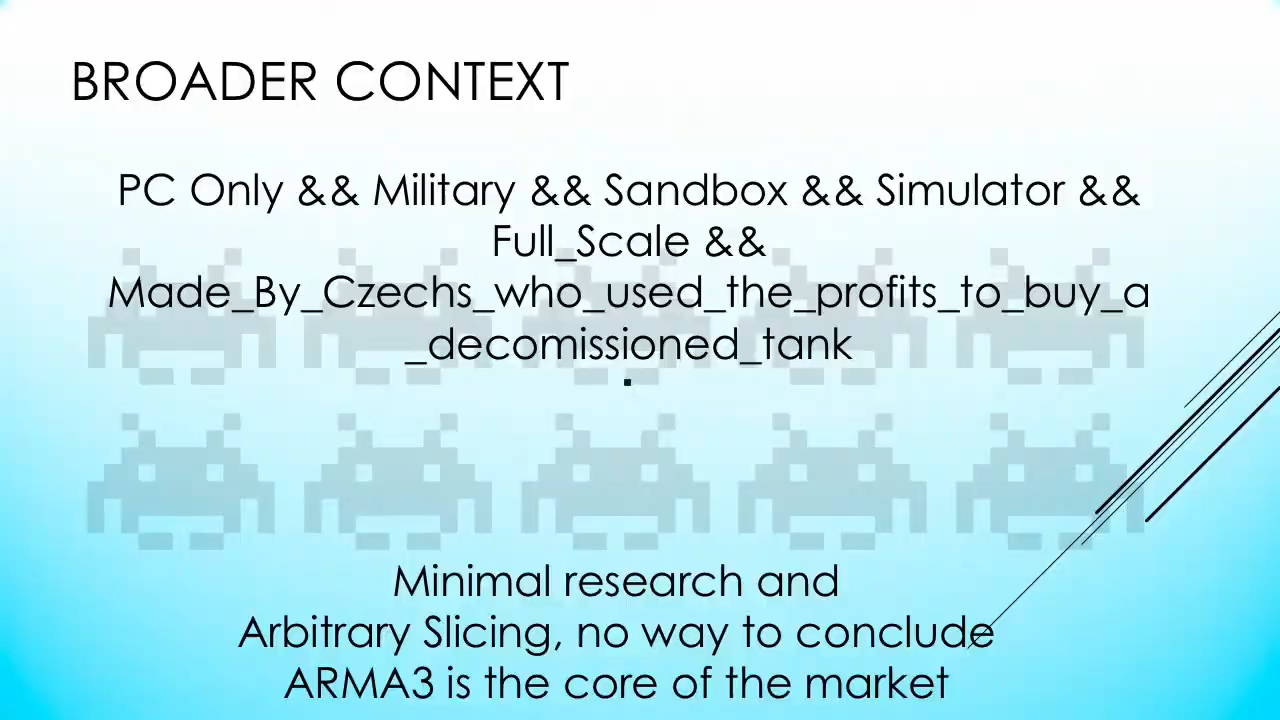 BROADER CONTEXT
PC Only && Military && Sandbox && Simulator &&
Full_Scale &&
Made_By_Czechs_who_used_the_profits_to_buy_a
_decomissioned_tank
Minimal research and
Arbitrary Slicing, no way to conclude
ARMA3 is the core of the market